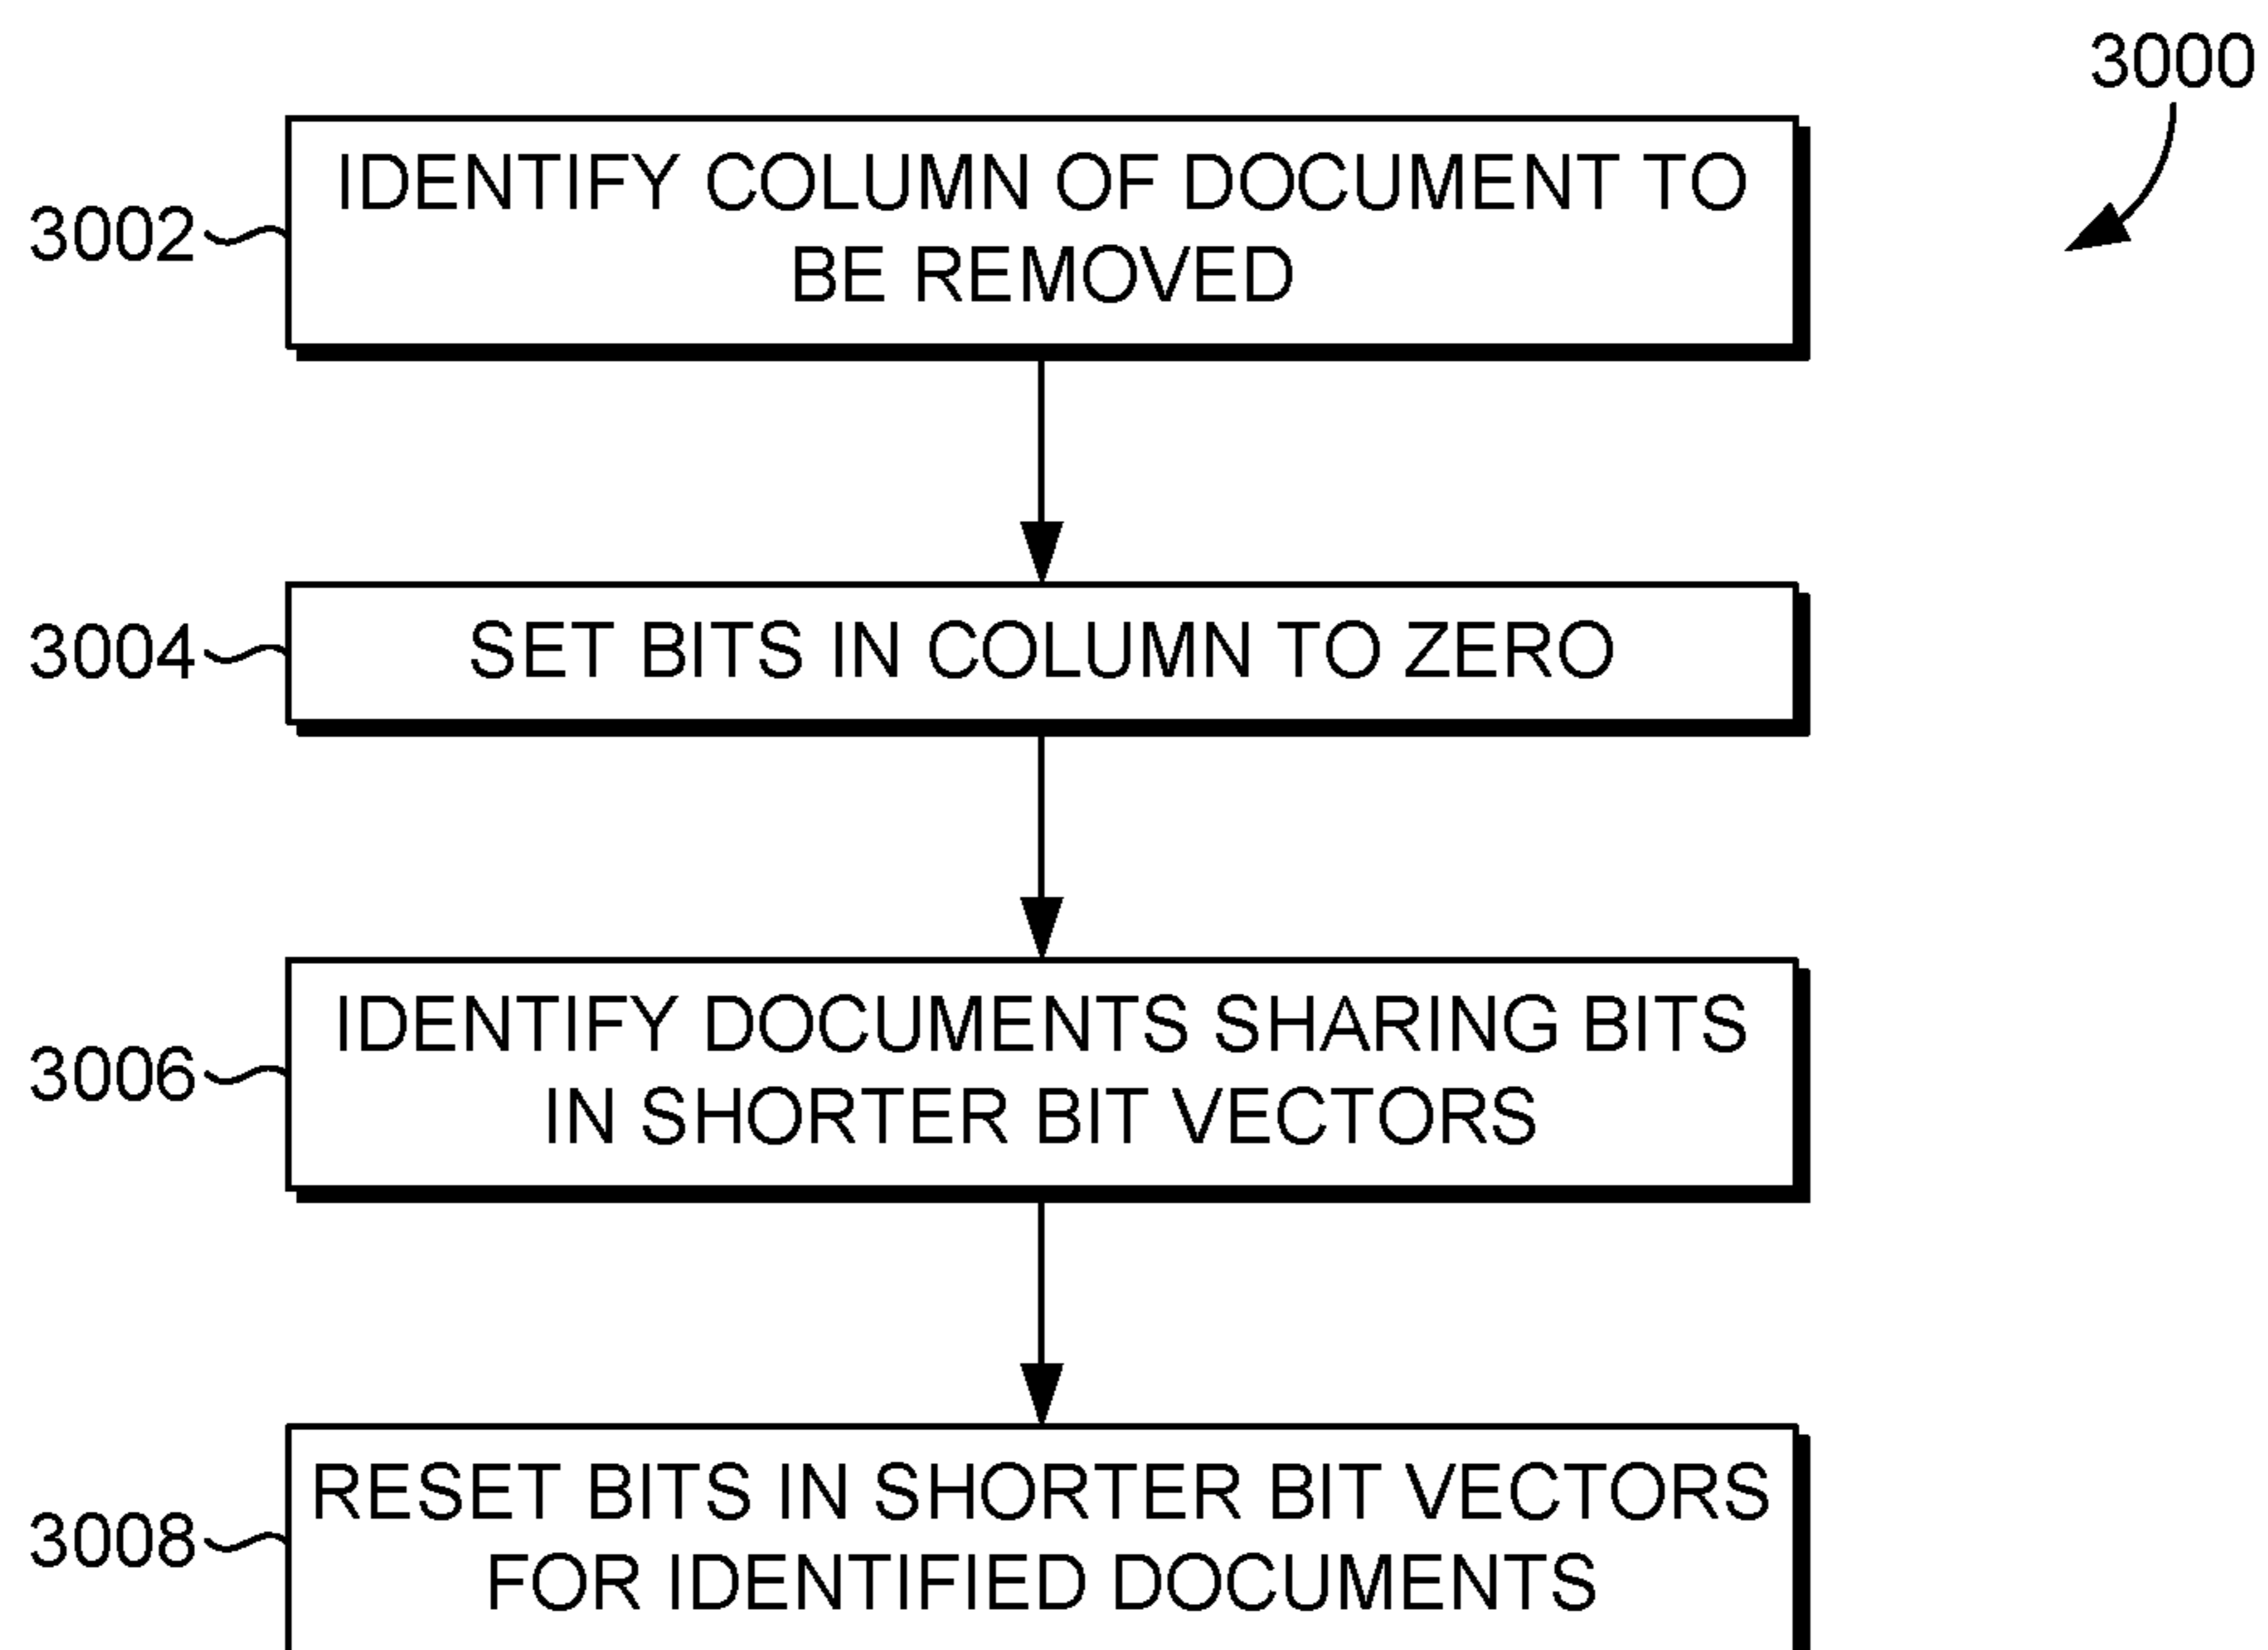 3000
3002
IDENTIFY COLUMN OF DOCUMENT TO
BE REMOVED
3004
SET BITS IN COLUMN TO ZERO
3006
IDENTIFY DOCUMENTS SHARING BITS
IN SHORTER BIT VECTORS
3008
RESET BITS IN SHORTER BIT VECTORS
FOR IDENTIFIED DOCUMENTS